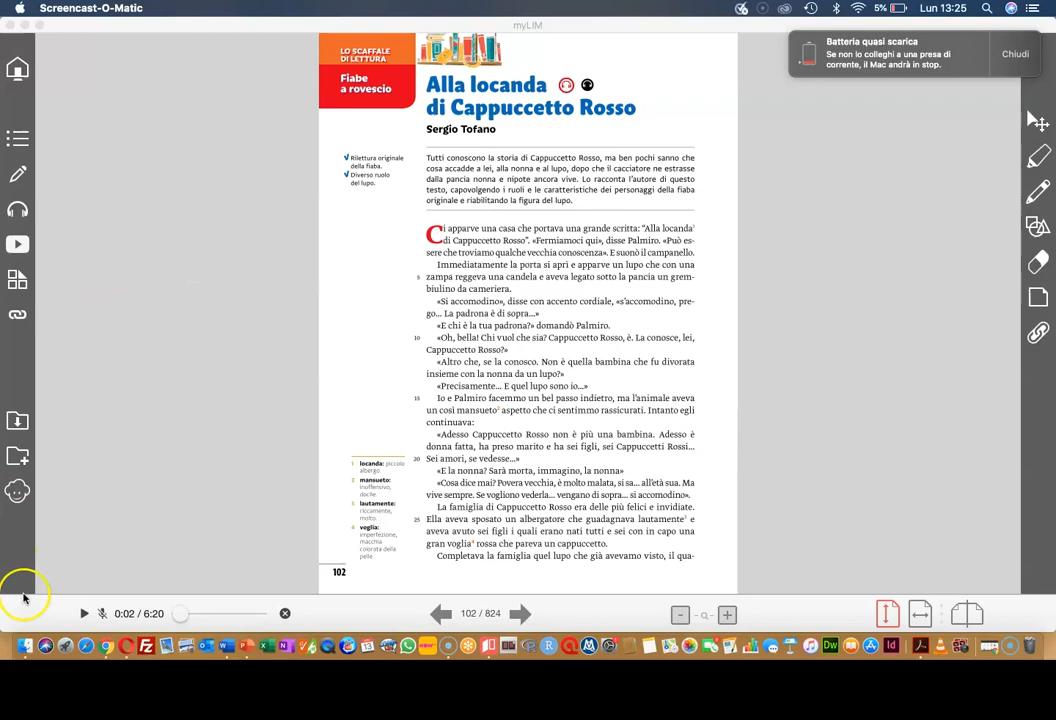 Screencast-O-Matic
5%
Lun 13:25
myLIM
Batteria quasi scarica
Se non lo colleghi a una presa di
corrente, il Mac andrà in stop.
Chiudi
LO SCAFFALE
DI LETTURA
Fiabe
a rovescio
Alla locanda
di Cappuccetto Rosso
Sergio Tofano
Rilettura originale
della fiaba.
Diverso ruolo
del lupo.
Tutti conoscono la storia di Cappuccetto Rosso, ma ben pochi sanno che
cosa accadde a lei, alla nonna e al lupo, dopo che il cacciatore ne estrasse
dalla pancia nonna e nipote ancora vive. Lo racconta l'autore di questo
testo, capovolgendo i ruoli e le caratteristiche dei personaggi della fiaba
originale e riabilitando la figura del lupo.
Ci apparve una casa che portava una grande scritta: "Alla locanda1
di Cappuccetto Rosso". «Fermiamoci qui», disse Palmiro. «Può es-
sere che troviamo qualche vecchia conoscenza». E suonò il campanello.
Immediatamente la porta si aprì e apparve un lupo che con una
5 zampa reggeva una candela e aveva legato sotto la pancia un grem-
biulino da cameriera.
«Si accomodino», disse con accento cordiale, «s'accomodino, pre-
go... La padrona è di sopra...»
«E chi è la tua padrona?» domandò Palmiro.
10 «Oh, bella! Chi vuol che sia? Cappuccetto Rosso, è. La conosce, lei,
Cappuccetto Rosso?»
«Altro che, se la conosco. Non è quella bambina che fu divorata
insieme con la nonna da un lupo?»
«Precisamente... E quel lupo sono io...»
15 Io e Palmiro facemmo un bel passo indietro, ma l'animale aveva
un così mansueto2 aspetto che ci sentimmo rassicurati. Intanto egli
continuava:
«Adesso Cappuccetto Rosso non è più una bambina. Adesso è
donna fatta, ha preso marito e ha sei figli, sei Cappuccetti Rossi...
20 Sei amori, se vedesse...»
«E la nonna? Sarà morta, immagino, la nonna»
«Cosa dice mai? Povera vecchia, è molto malata, si sa... all'età sua. Ma
vive sempre. Se vogliono vederla... vengano di sopra... si accomodino».
La famiglia di Cappuccetto Rosso era delle più felici e invidiate.
25 Ella aveva sposato un albergatore che guadagnava lautamente3 e
aveva avuto sei figli i quali erano nati tutti e sei con in capo una
gran voglia4 rossa che pareva un cappuccetto.
Completava la famiglia quel lupo che già avevamo visto, il qua-
1 locanda: piccolo
albergo.
2 mansueto:
inoffensivo,
docile.
3 lautamente:
riccamente,
molto.
4 voglia:
imperfezione,
macchia
colorata della
pelle.
102
0:02 / 6:20
102 / 824